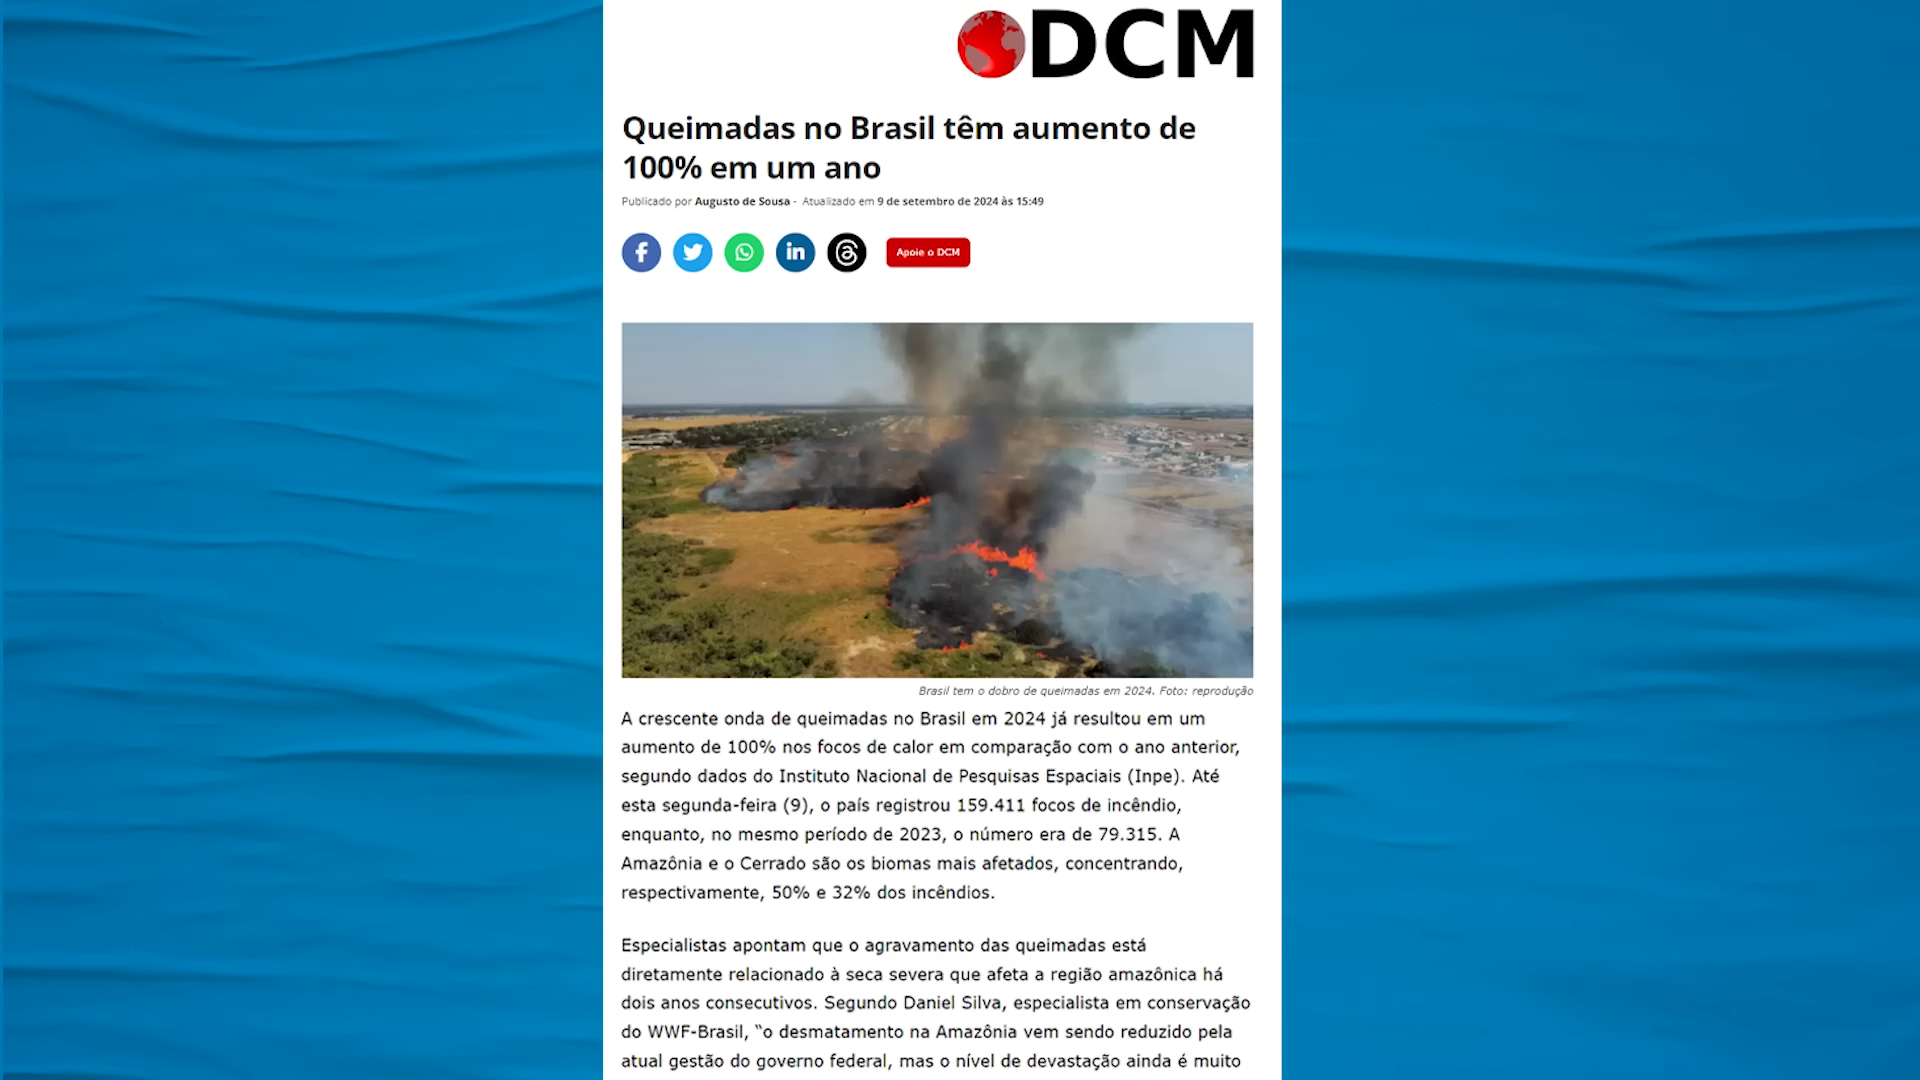 DCM
Queimadas no Brasil têm aumento de
100% em um ano
Publicado por Augusto de Sousa - Atualizado em 9 de setembro de 2024 às 15:49
Apoie o DCM
Brasil tem o dobro de queimadas em 2024. Foto: reprodução
A crescente onda de queimadas no Brasil em 2024 já resultou em um
aumento de 100% nos focos de calor em comparação com o ano anterior,
segundo dados do Instituto Nacional de Pesquisas Espaciais (Inpe). Até
esta segunda-feira (9), o país registrou 159.411 focos de incêndio,
enquanto, no mesmo período de 2023, o número era de 79.315. A
Amazônia e o Cerrado são os biomas mais afetados, concentrando,
respectivamente, 50% e 32% dos incêndios.
Especialistas apontam que o agravamento das queimadas está
diretamente relacionado à seca severa que afeta a região amazônica há
dois anos consecutivos. Segundo Daniel Silva, especialista em conservação
do WWF-Brasil, “o desmatamento na Amazônia vem sendo reduzido pela
atual gestão do governo federal, mas o nível de devastação ainda é muito